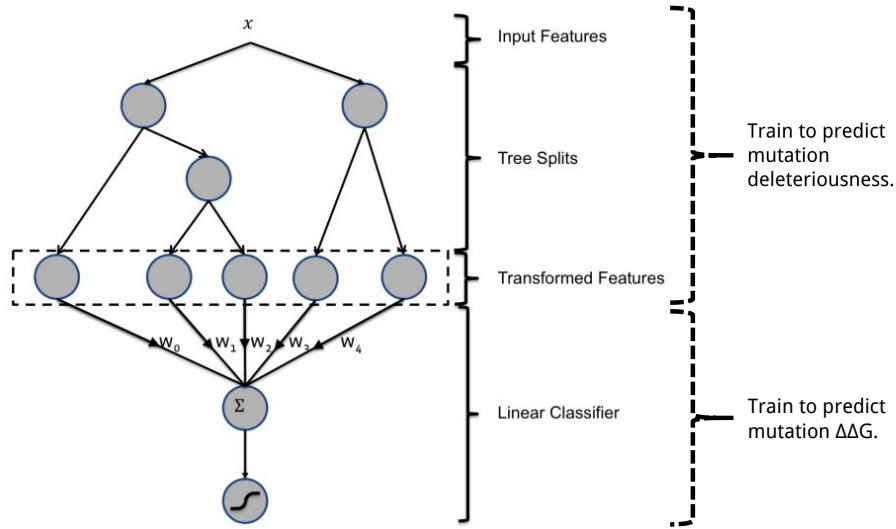 x
Input Features
Tree Splits
Train to predict
mutation
deleteriousness.
Transformed Features
W0 W1 W2 W3 W4
Σ
Linear Classifier
Train to predict
mutation ΔΔG.